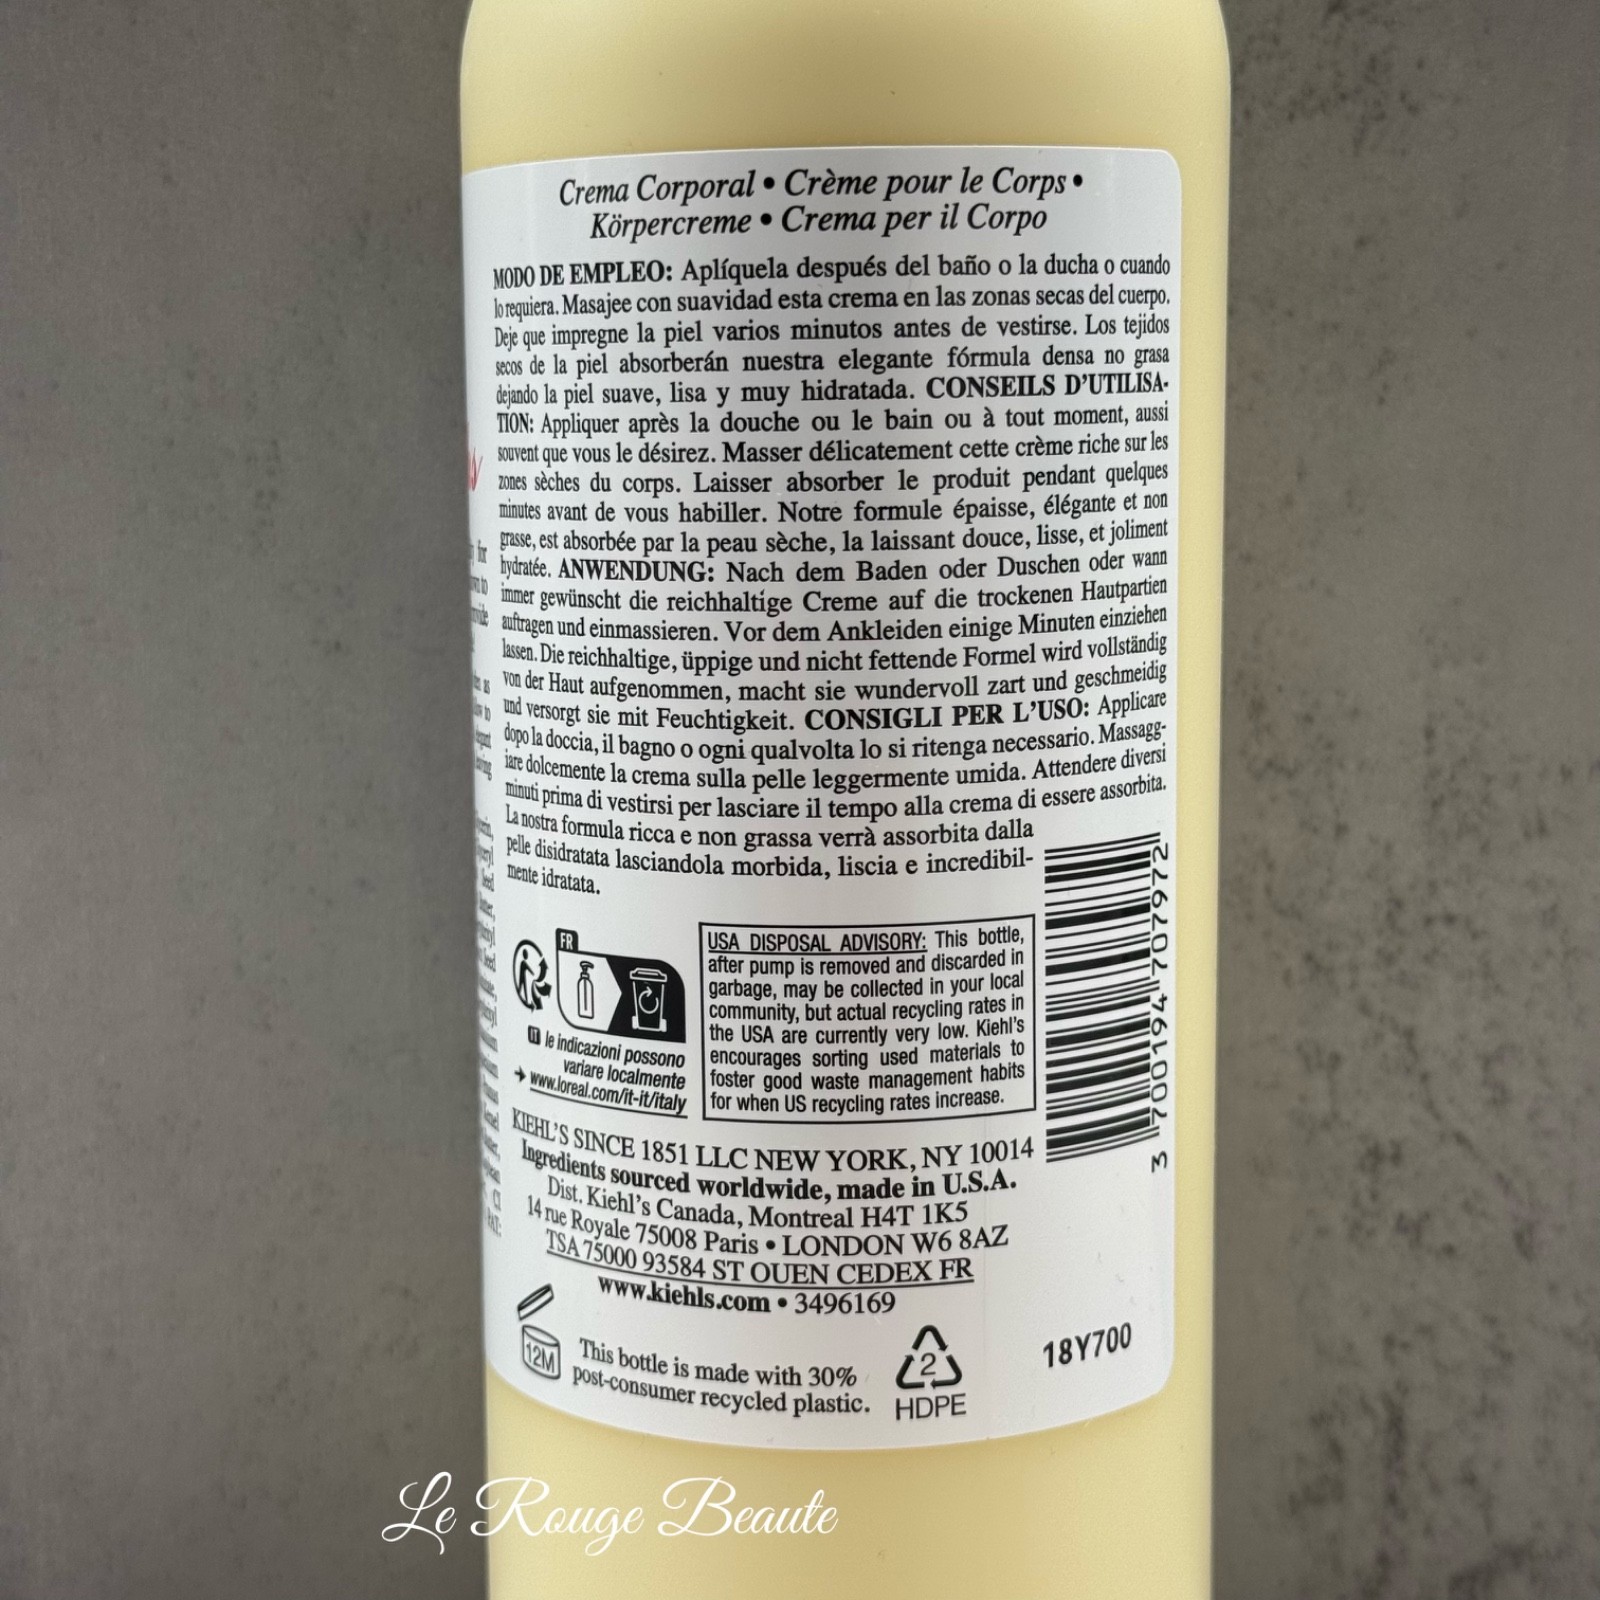 Crema Corporal • Crème pour le Corps •
Körpercreme • Crema per il Corpo
MODO DE EMPLEO: Aplíquela después del baño o la ducha o cuando
lo requiera. Masajee con suavidad esta crema en las zonas secas del cuerpo.
Deje que impregne la piel varios minutos antes de vestirse. Los tejidos
secos de la piel absorberán nuestra elegante fórmula densa no grasa
dejando la piel suave, lisa y muy hidratada. CONSEILS D'UTILISA-
TION: Appliquer après la douche ou le bain ou à tout moment, aussi
souvent que vous le désirez. Masser délicatement cette crème riche sur les
zones sèches du corps. Laisser absorber le produit pendant quelques
minutes avant de vous habiller. Notre formule épaisse, élégante et non
grasse, est absorbée par la peau sèche, la laissant douce, lisse, et joliment
hydratée. ANWENDUNG: Nach dem Baden oder Duschen oder wann
immer gewünscht die reichhaltige Creme auf die trockenen Hautpartien
auftragen und einmassieren. Vor dem Ankleiden einige Minuten einziehen
lassen. Die reichhaltige, üppige und nicht fettende Formel wird vollständig
von der Haut aufgenommen, macht sie wundervoll zart und geschmeidig
und versorgt sie mit Feuchtigkeit. CONSIGLI PER L'USO: Applicare
dopo la doccia, il bagno o ogni qualvolta lo si ritenga necessario. Massagg-
iare dolcemente la crema sulla pelle leggermente umida. Attendere diversi
minuti prima di vestirsi per lasciare il tempo alla crema di essere assorbita.
La nostra formula ricca e non grassa verrà assorbita dalla
pelle disidratata lasciandola morbida, liscia e incredibil-
mente idratata.
FR
IT le indicazioni possono
variare localmente
www.loreal.com/it-it/italy
USA DISPOSAL ADVISORY: This bottle,
after pump is removed and discarded in
garbage, may be collected in your local
community, but actual recycling rates in
the USA are currently very low. Kiehl's
encourages sorting used materials to
foster good waste management habits
for when US recycling rates increase.
3 700194 707972
KIEHL'S SINCE 1851 LLC NEW YORK, NY 10014
Ingredients sourced worldwide, made in U.S.A.
Dist. Kiehl's Canada, Montreal H4T 1K5
14 rue Royale 75008 Paris • LONDON W6 8AZ
TSA 75000 93584 ST OUEN CEDEX FR
www.kiehls.com • 3496169
12M
This bottle is made with 30%
post-consumer recycled plastic.
2
HDPE
18Y700
Le Rouge Beaute